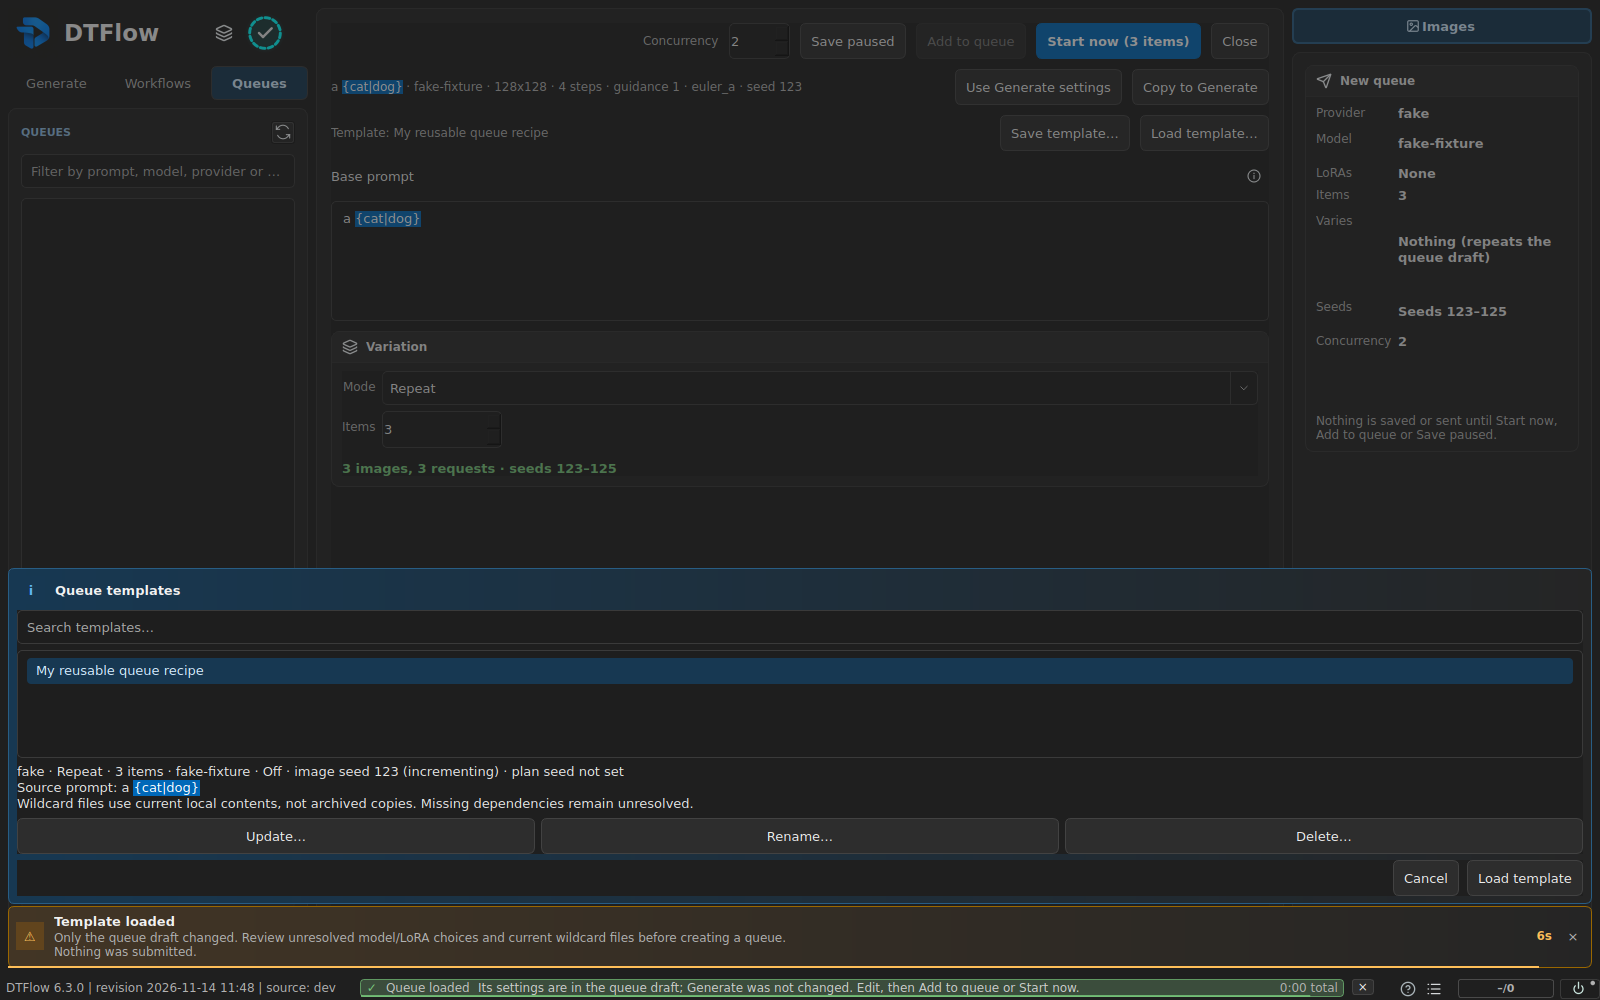 DTFlow
Generate
Workflows
Queues
QUEUES
Filter by prompt, model, provider or ...
Concurrency
2
Save paused
Add to queue
Start now (3 items)
Close
a {cat|dog} · fake-fixture · 128x128 · 4 steps · guidance 1 · euler_a · seed 123
Use Generate settings
Copy to Generate
Template: My reusable queue recipe
Save template...
Load template...
Base prompt
a {cat|dog}
Variation
Mode
Repeat
Items
3
3 images, 3 requests · seeds 123–125
Images
New queue
Provider
fake
Model
fake-fixture
LoRAs
None
Items
3
Varies
Nothing (repeats the
queue draft)
Seeds
Seeds 123–125
Concurrency
2
Nothing is saved or sent until Start now,
Add to queue or Save paused.
Queue templates
Search templates...
My reusable queue recipe
fake · Repeat · 3 items · fake-fixture · Off · image seed 123 (incrementing) · plan seed not set
Source prompt: a {cat|dog}
Wildcard files use current local contents, not archived copies. Missing dependencies remain unresolved.
Update...
Rename...
Delete...
Cancel
Load template
Template loaded
Only the queue draft changed. Review unresolved model/LoRA choices and current wildcard files before creating a queue.
Nothing was submitted.
6s
DTFlow 6.3.0 | revision 2026-11-14 11:48 | source: dev
Queue loaded Its settings are in the queue draft; Generate was not changed. Edit, then Add to queue or Start now.
0:00 total
–/0